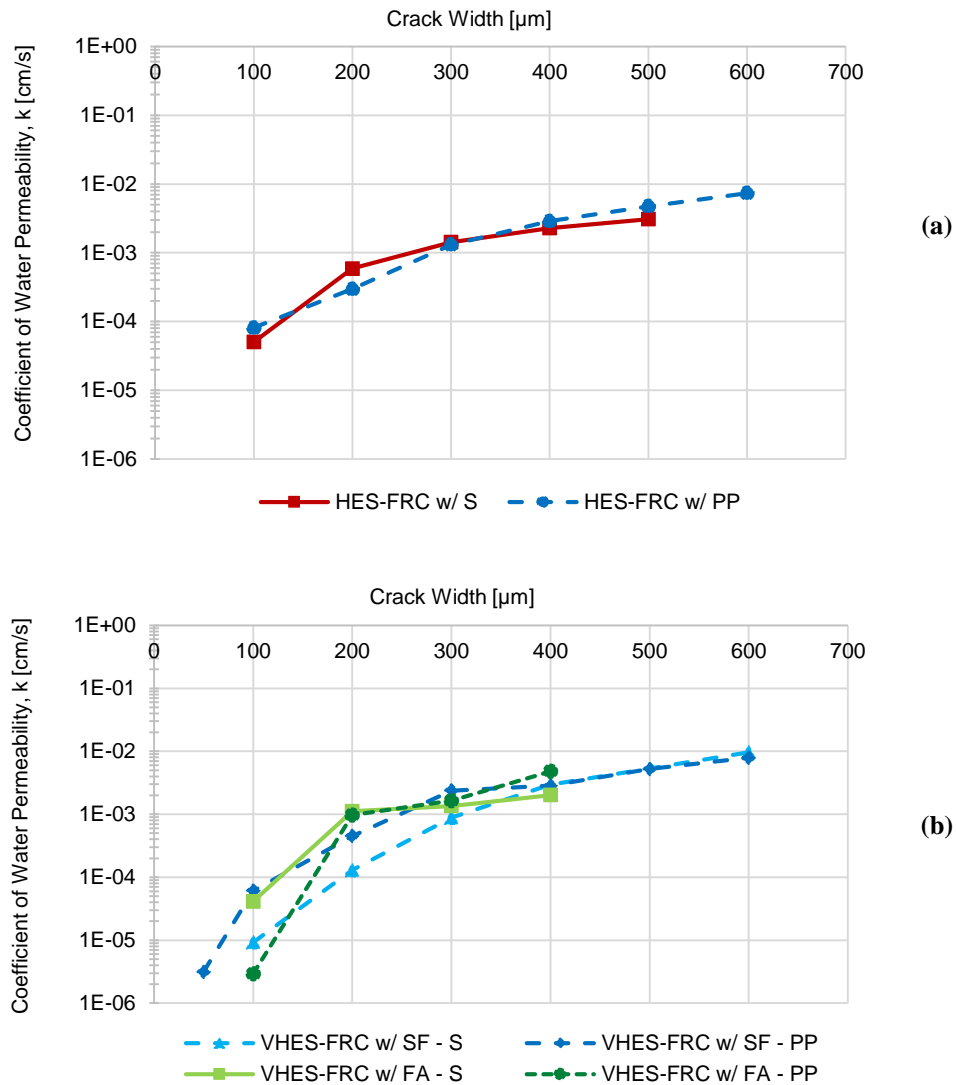 Crack Width [µm]
1E+00
0 100 200 300 400 500 600 700
1E-01
1E-02
1E-03
1E-04
1E-05
1E-06
Coefficient of Water Permeability, k [cm/s]
(a)
HES-FRC w/ S HES-FRC w/ PP
Crack Width [µm]
1E+00
0 100 200 300 400 500 600 700
1E-01
1E-02
1E-03
1E-04
1E-05
1E-06
Coefficient of Water Permeability, k [cm/s]
(b)
VHES-FRC w/ SF - S VHES-FRC w/ SF - PP
VHES-FRC w/ FA - S VHES-FRC w/ FA - PP